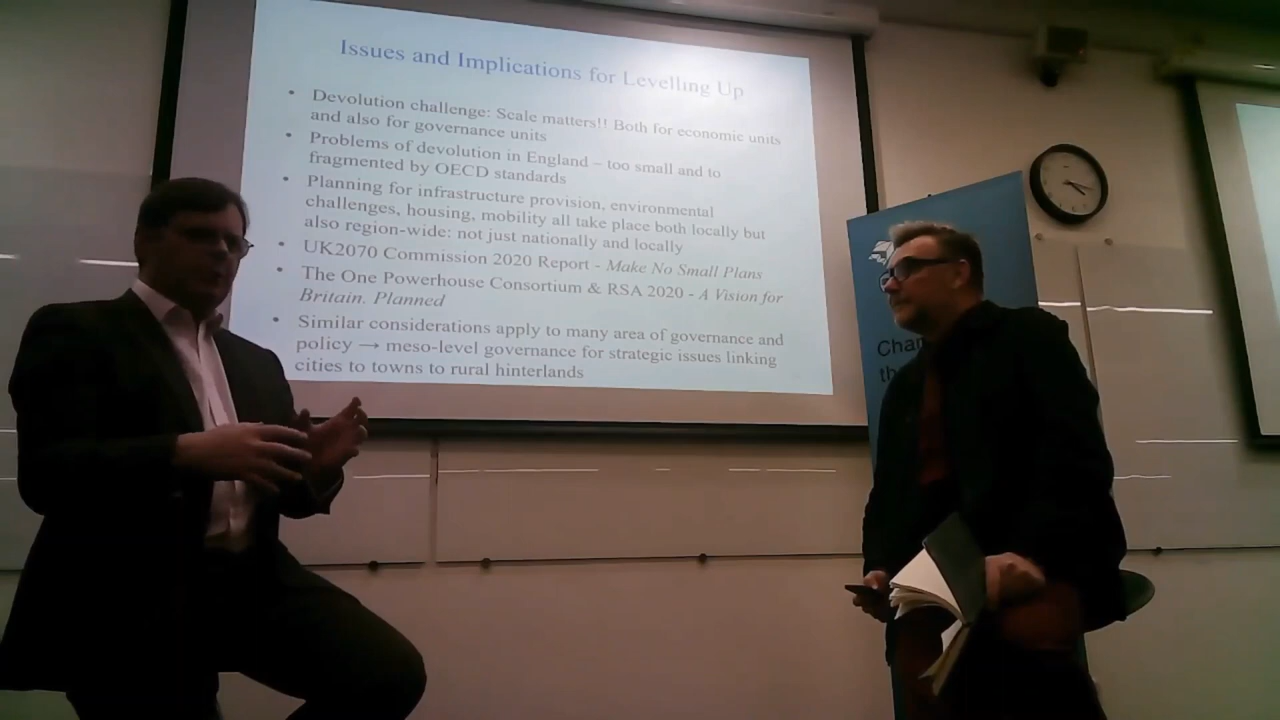 Issues and Implications for Levelling Up
• Devolution challenge: Scale matters!! Both for economic units
and also for governance units
• Problems of devolution in England – too small and to
fragmented by OECD standards
• Planning for infrastructure provision, environmental
challenges, housing, mobility all take place both locally but
also region-wide: not just nationally and locally
• UK2070 Commission 2020 Report - Make No Small Plans
• The One Powerhouse Consortium & RSA 2020 - A Vision for
Britain. Planned
• Similar considerations apply to many area of governance and
policy → meso-level governance for strategic issues linking
cities to towns to rural hinterlands